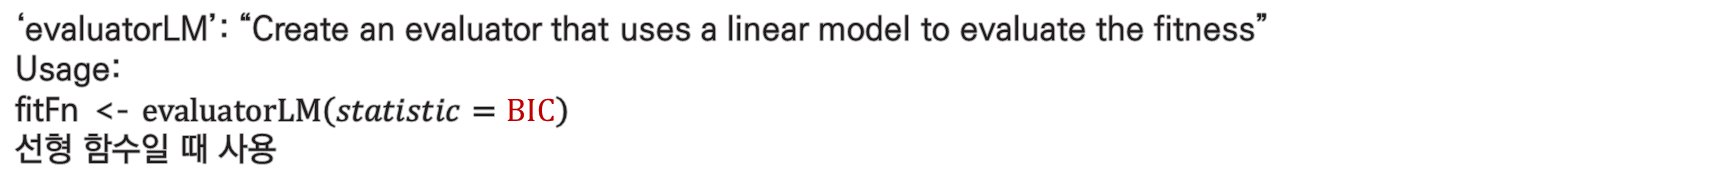 ‘evaluatorLM’: “Create an evaluator that uses a linear model to evaluate the fitness”
Usage:
fitFn <- evaluatorLM(statistic = BIC)
선형 함수일 때 사용